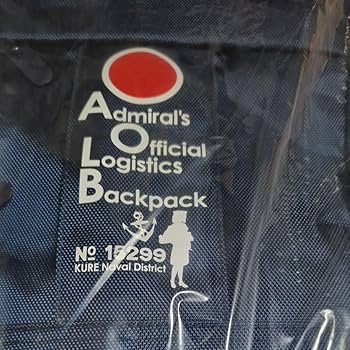 Admiral's
Official
Logistics
Backpack
Nº 15299
KURE Naval District